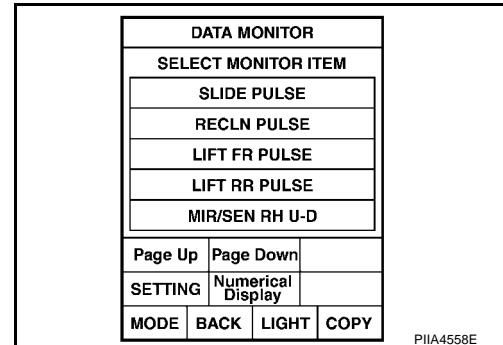 DATA MONITOR
SELECT MONITOR ITEM
SLIDE PULSE
RECLN PULSE
LIFT FR PULSE
LIFT RR PULSE
MIR/SEN RH U-D
Page Up Page Down
SETTING Numerical Display
MODE BACK LIGHT COPY
PIIA4558E